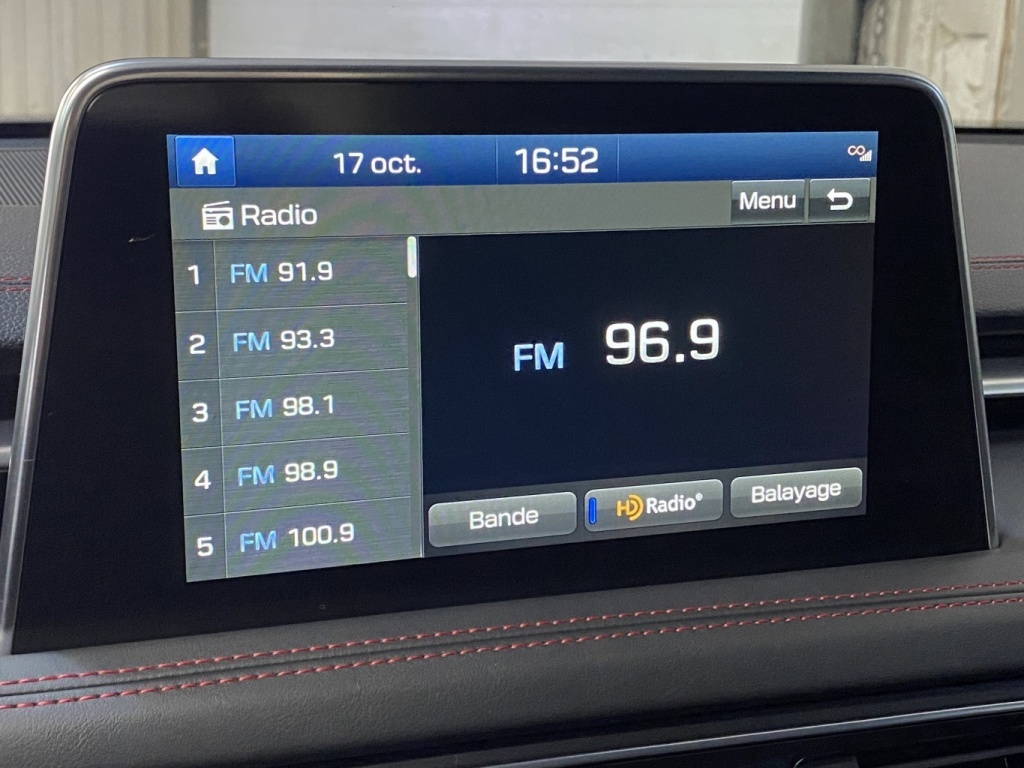 17 oct. 16:52
Radio Menu
1 FM 91.9
2 FM 93.3
3 FM 98.1
4 FM 98.9
5 FM 100.9
FM 96.9
Bande HD Radio® Balayage